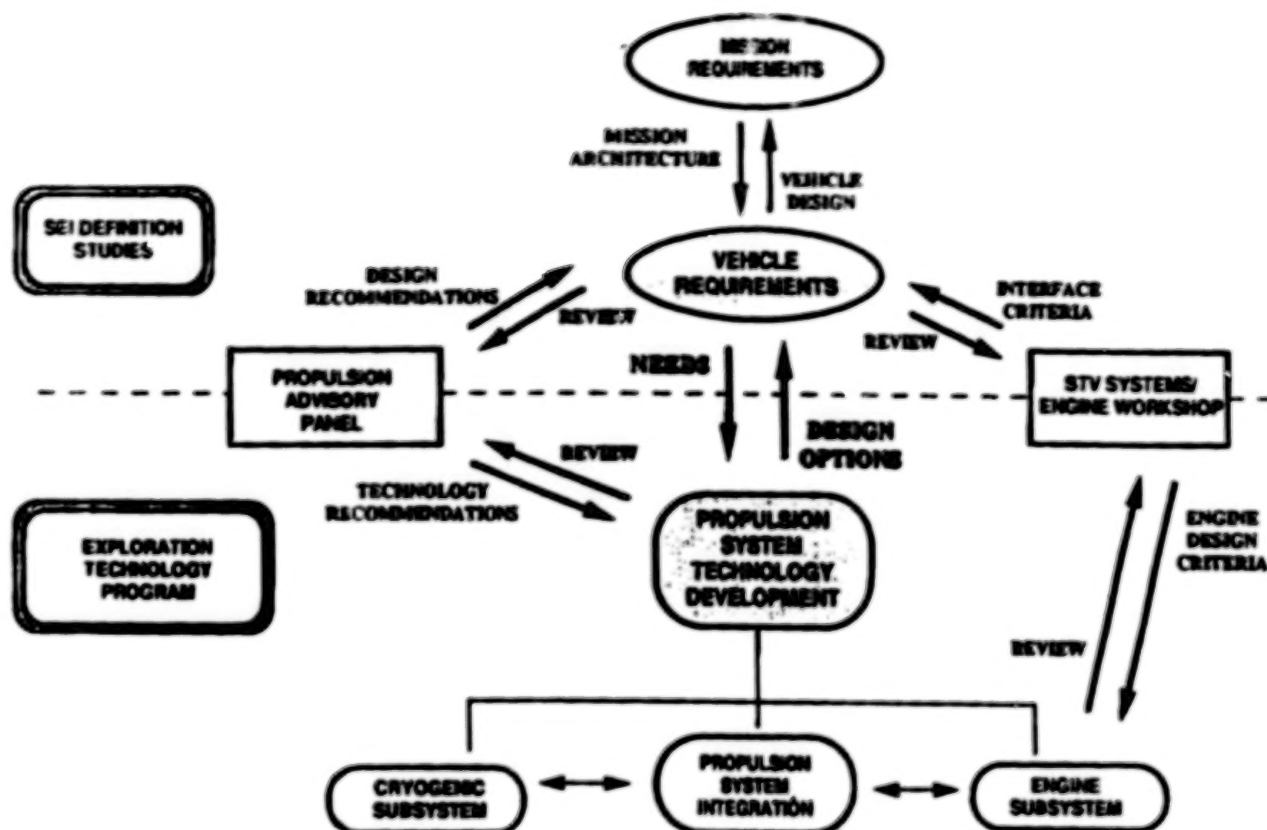 MISSION
REQUIREMENTS
MISSION
ARCHITECTURE
VEHICLE
DESIGN
SEI DEFINITION
STUDIES
VEHICLE
REQUIREMENTS
DESIGN
RECOMMENDATIONS
REVIEW
INTERFACE
CRITERIA
REVIEW
NEEDS
PROPULSION
ADVISORY
PANEL
STV SYSTEMS/
ENGINE WORKSHOP
DESIGN
OPTIONS
REVIEW
TECHNOLOGY
RECOMMENDATIONS
PROPULSION
SYSTEM
TECHNOLOGY
DEVELOPMENT
ENGINE
DESIGN
CRITERIA
EXPLORATION
TECHNOLOGY
PROGRAM
REVIEW
CRYOGENIC
SUBSYSTEM
PROPULSION
SYSTEM
INTEGRATION
ENGINE
SUBSYSTEM